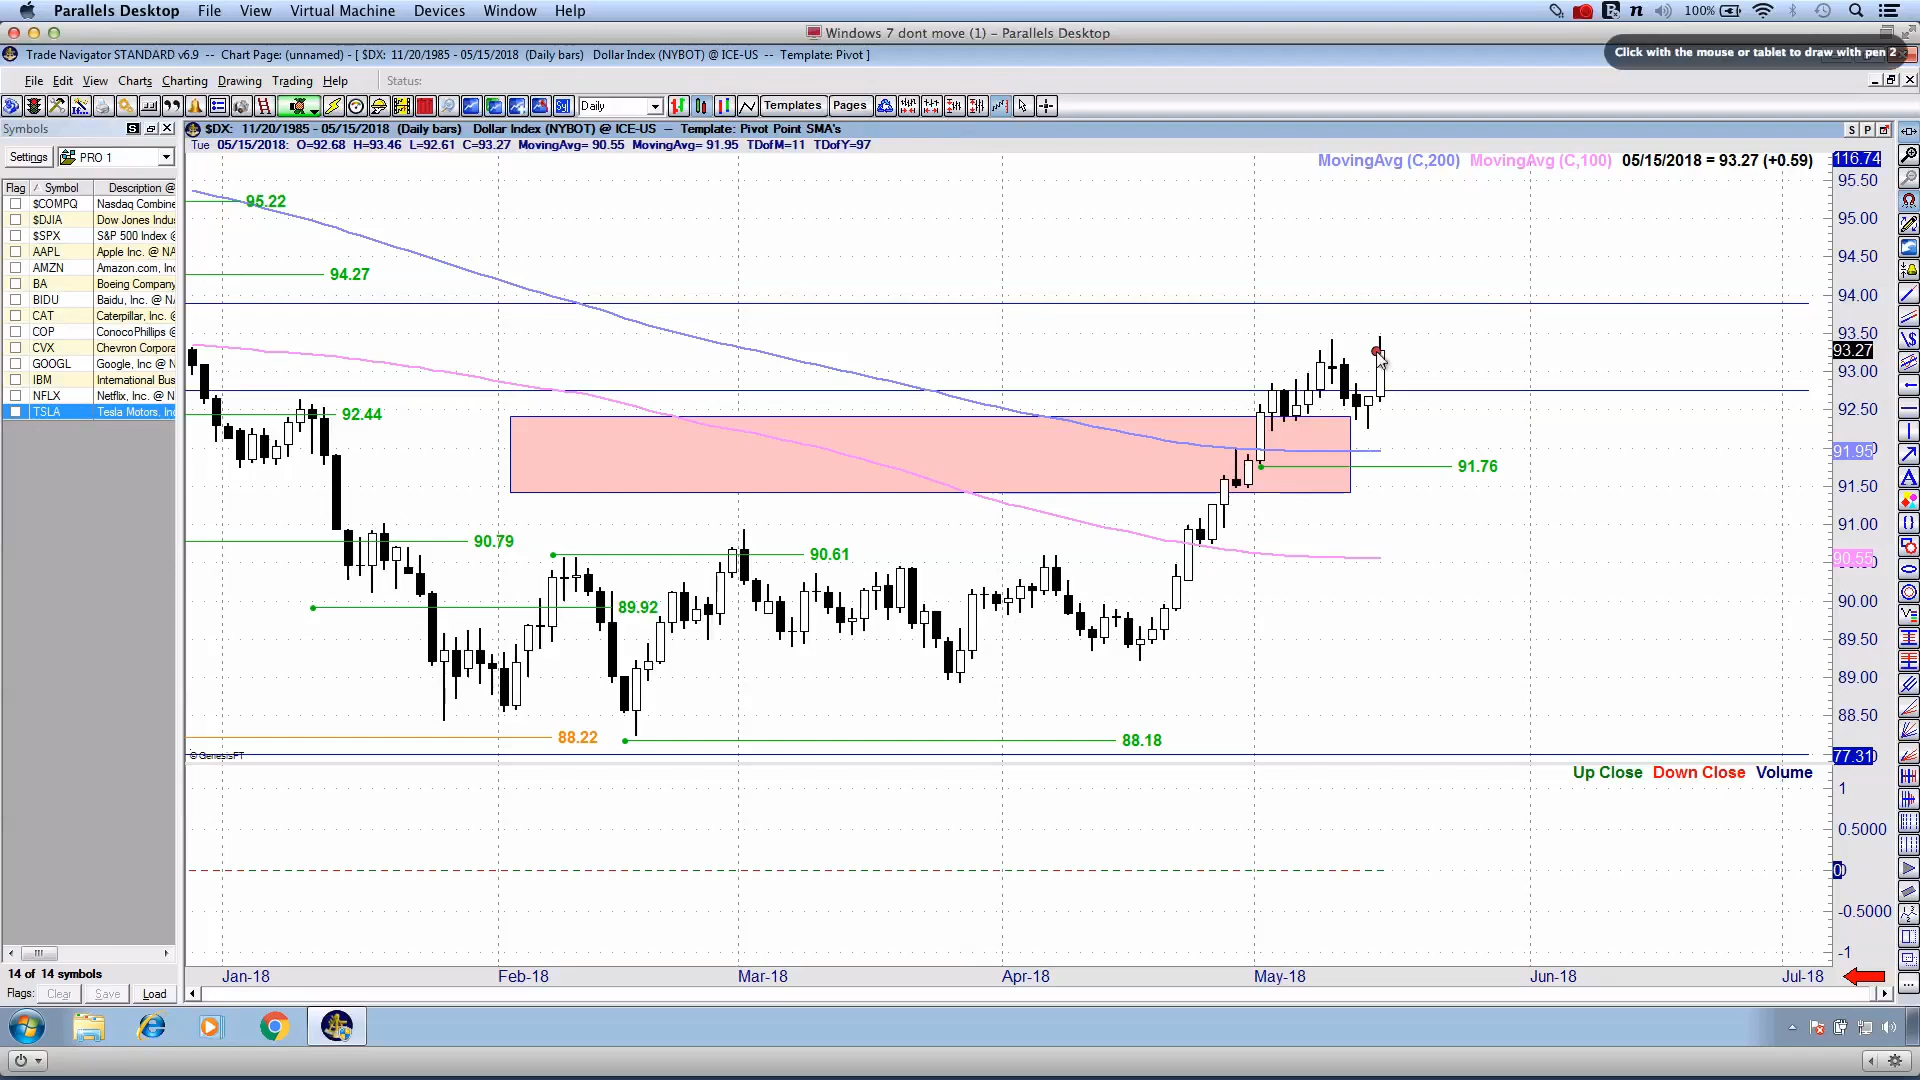 Parallels Desktop File View Virtual Machine Devices Window Help 100%
Windows 7 dont move (1) - Parallels Desktop
Click with the mouse or tablet to draw with pen 2
Trade Navigator STANDARD v6.9 -- Chart Page: (unnamed) - [ $DX: 11/20/1985 - 05/15/2018 (Daily bars) Dollar Index (NYBOT) @ ICE-US -- Template: Pivot ]
File Edit View Charts Charting Drawing Trading Help Status:
Daily Templates Pages
Symbols S
$DX: 11/20/1985 - 05/15/2018 (Daily bars) Dollar Index (NYBOT) @ ICE-US -- Template: Pivot Point SMA's S P
Tue 05/15/2018: O=92.68 H=93.46 L=92.61 C=93.27 MovingAvg= 90.55 MovingAvg= 91.95 TDofM=11 TDofY=97
MovingAvg (C,200) MovingAvg (C,100) 05/15/2018 = 93.27 (+0.59)
Settings PRO 1
Flag Symbol Description @
$COMPQ Nasdaq Combine
$DJIA Dow Jones Indu
$SPX S&P 500 Index @
AAPL Apple Inc. @ NA
AMZN Amazon.com, Inc
BA Boeing Company
BIDU Baidu, Inc. @ NA
CAT Caterpillar, Inc. @
COP ConocoPhillips @
CVX Chevron Corpora
GOOGL Google, Inc @ N
IBM International Bus
NFLX Netflix, Inc. @ N
TSLA Tesla Motors, Inc
14 of 14 symbols
Flags: Clear Save Load
116.74
95.50
95.00
94.50
94.00
93.50
93.27
93.00
92.50
91.95
91.50
91.00
90.55
90.00
89.50
89.00
88.50
77.31
95.22
94.27
92.44
91.76
90.79
90.61
89.92
88.22
88.18
© GenesisFT
Up Close Down Close Volume
1
0.5000
0
-0.5000
-1
Jan-18 Feb-18 Mar-18 Apr-18 May-18 Jun-18 Jul-18